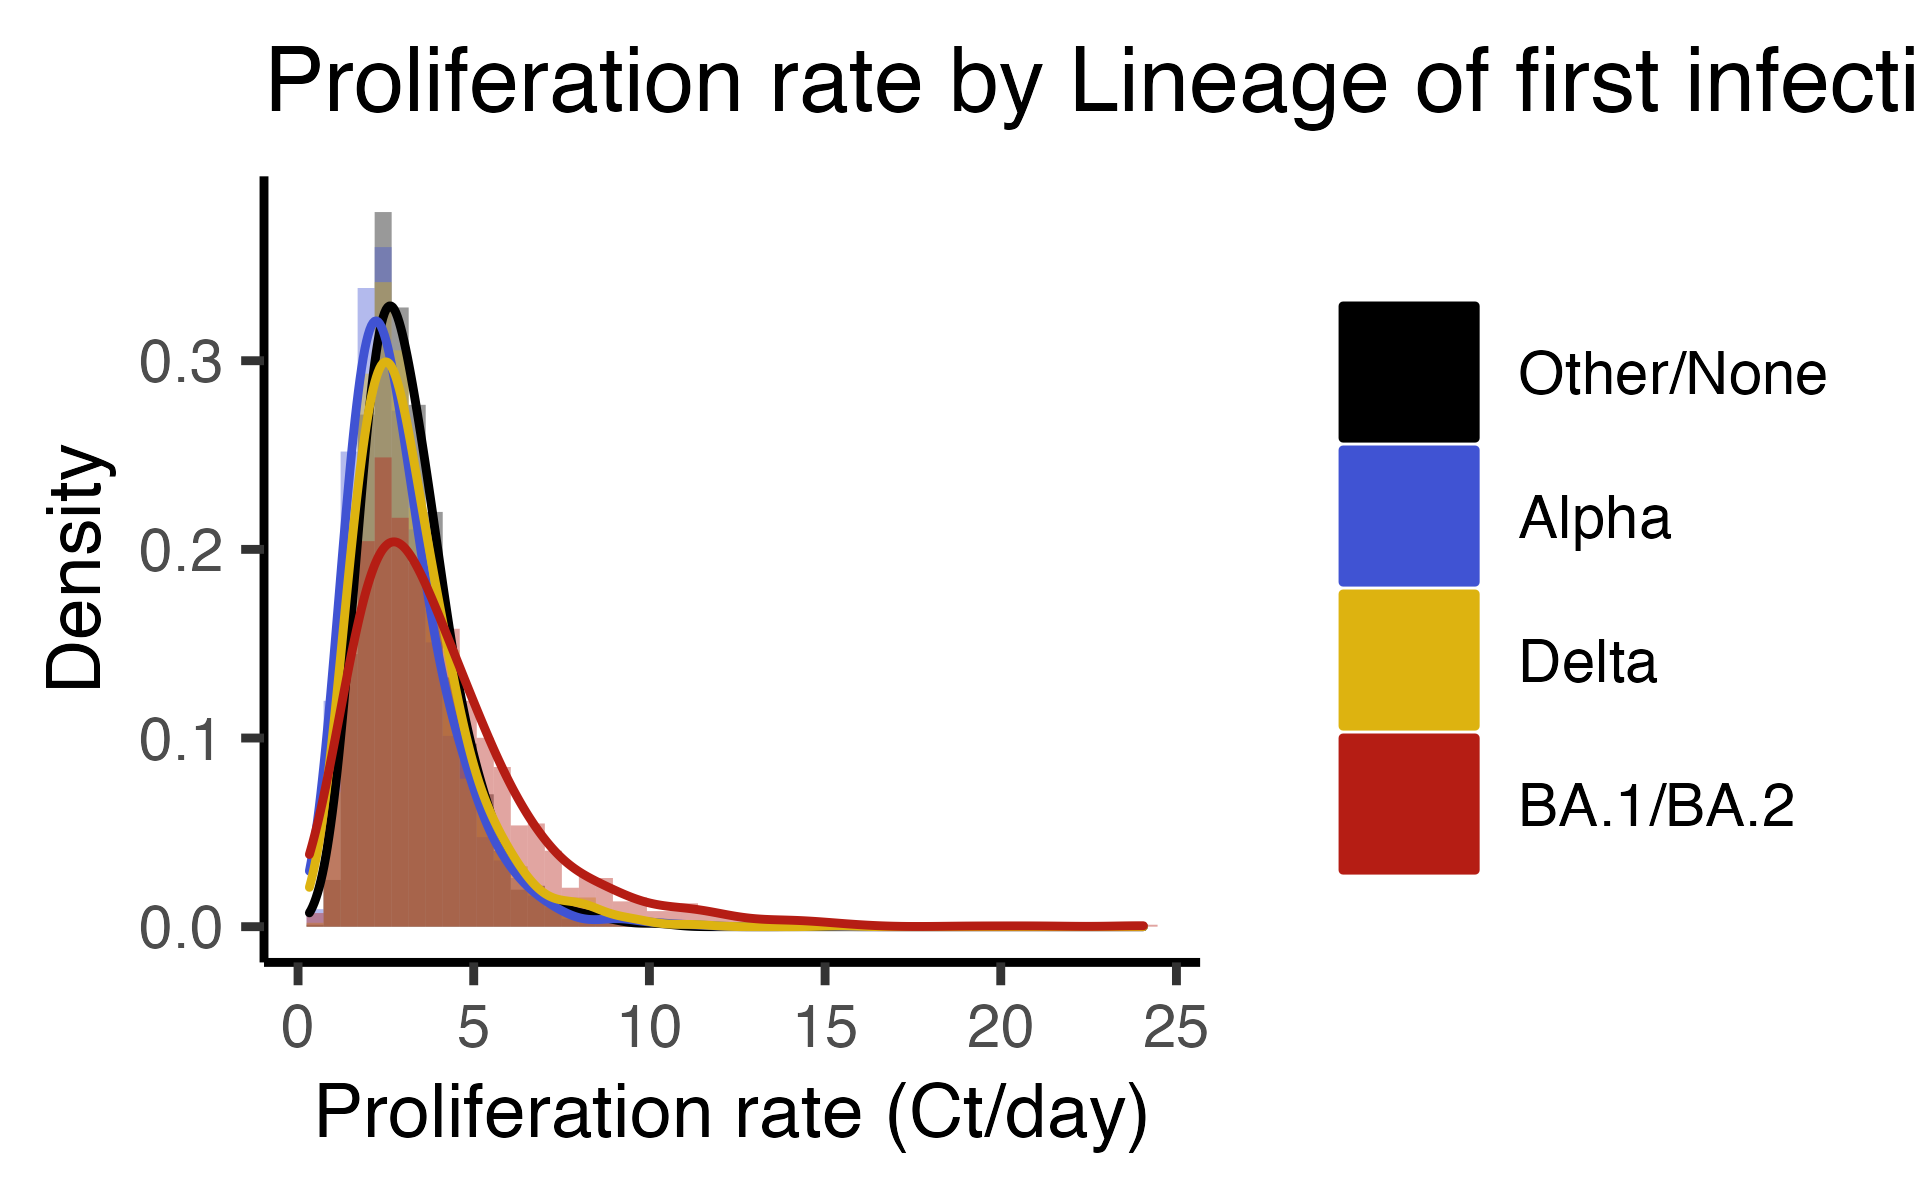 Proliferation rate by Lineage of first infecti
Density
0.3
0.2
0.1
0.0
0 5 10 15 20 25
Proliferation rate (Ct/day)
Other/None
Alpha
Delta
BA.1/BA.2